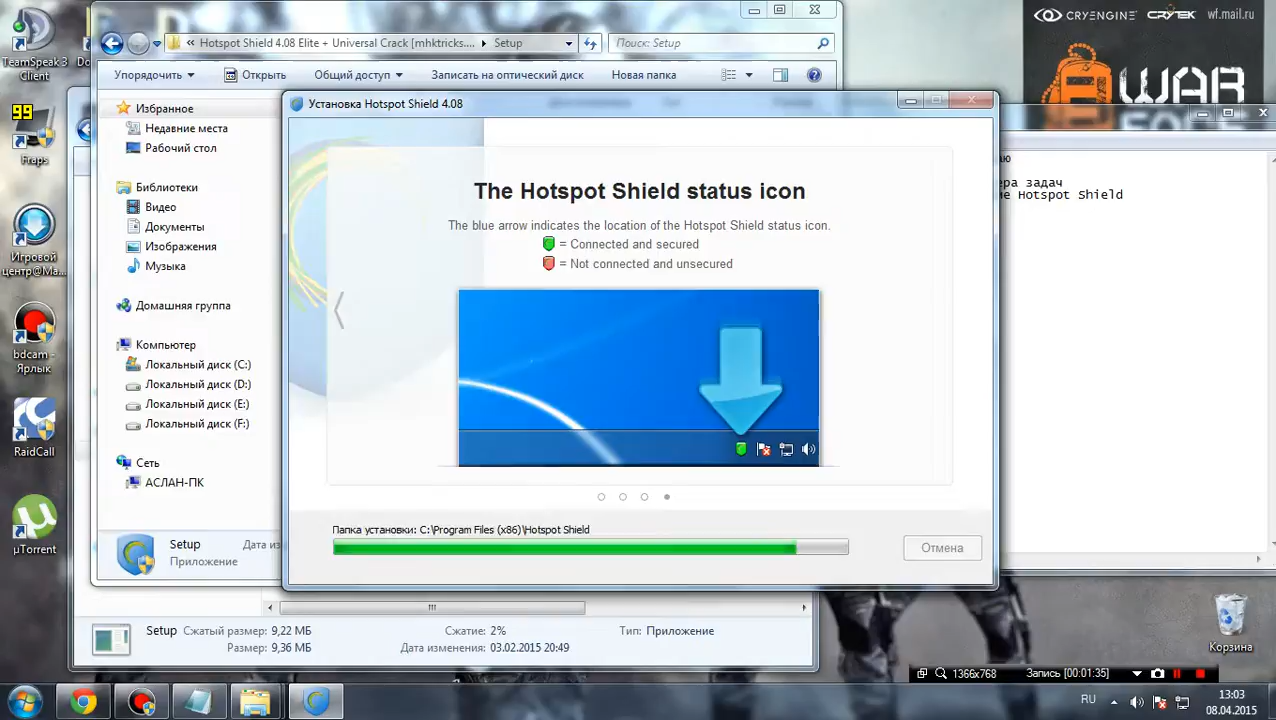 TeamSpeak 3
Client
99
Fraps
Игровой
центр@Ma...
bdcam -
Ярлык
RaidCall
µTorrent
« Hotspot Shield 4.08 Elite + Universal Crack [mhktricks.... ▸ Setup
Поиск: Setup
Упорядочить
Открыть
Общий доступ
Записать на оптический диск
Новая папка
CRYENGINE CRYTEK wf.mail.ru
WAR
Избранное
Недавние места
Рабочий стол
Библиотеки
Видео
Документы
Изображения
Музыка
Домашняя группа
Компьютер
Локальный диск (C:)
Локальный диск (D:)
Локальный диск (E:)
Локальный диск (F:)
Сеть
АСЛАН-ПК
Setup
Дата из
Приложение
Установка Hotspot Shield 4.08
The Hotspot Shield status icon
The blue arrow indicates the location of the Hotspot Shield status icon.
= Connected and secured
= Not connected and unsecured
Папка установки: C:\Program Files (x86)\Hotspot Shield
Отмена
ера задач
е Hotspot Shield
Setup
Сжатый размер: 9,22 МБ
Сжатие: 2%
Тип: Приложение
Размер: 9,36 МБ
Дата изменения: 03.02.2015 20:49
Корзина
1366x768
Запись [00:01:35]
RU
13:03
08.04.2015